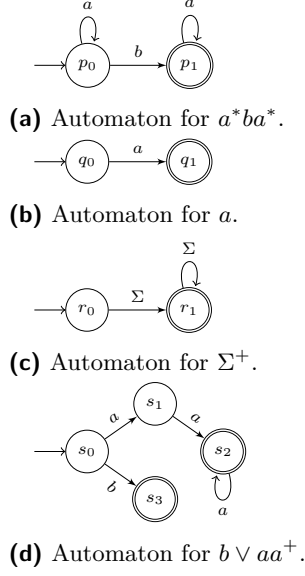 a a
p₀ b p₁
(a) Automaton for a*ba*.
q₀ a q₁
(b) Automaton for a.
Σ
r₀ Σ r₁
(c) Automaton for Σ⁺.
s₁
a a
s₀ s₂
b s₃ a
(d) Automaton for b ∨ aa⁺.